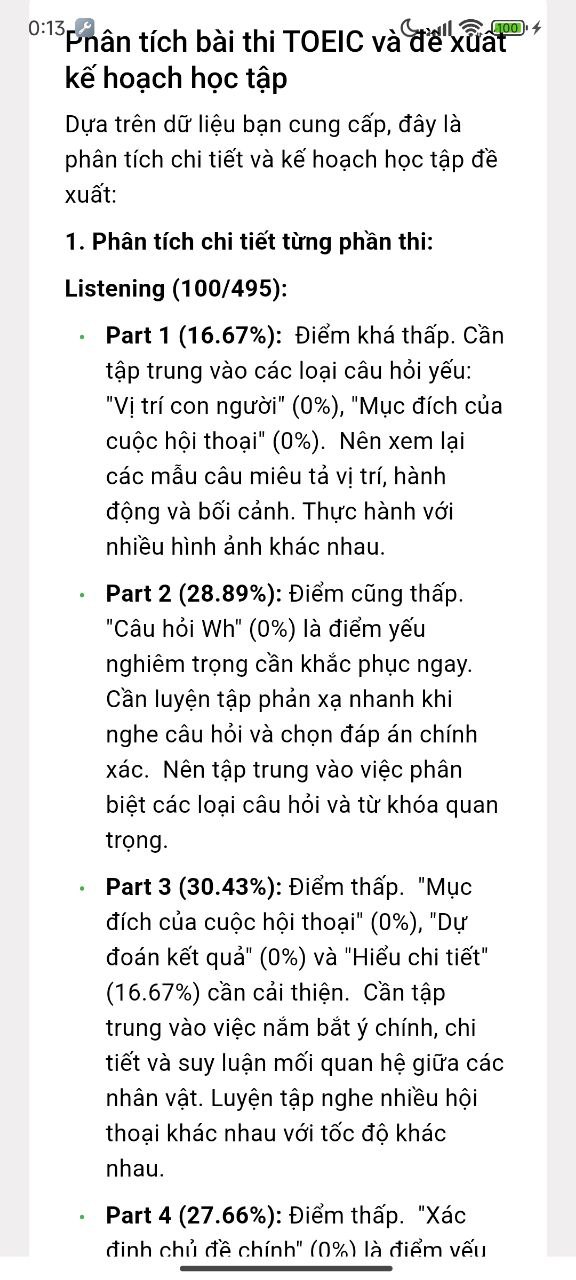 0:13
100
Phân tích bài thi TOEIC và đề xuất
kế hoạch học tập
Dựa trên dữ liệu bạn cung cấp, đây là
phân tích chi tiết và kế hoạch học tập đề
xuất:
1. Phân tích chi tiết từng phần thi:
Listening (100/495):
• Part 1 (16.67%): Điểm khá thấp. Cần
tập trung vào các loại câu hỏi yếu:
"Vị trí con người" (0%), "Mục đích của
cuộc hội thoại" (0%). Nên xem lại
các mẫu câu miêu tả vị trí, hành
động và bối cảnh. Thực hành với
nhiều hình ảnh khác nhau.
• Part 2 (28.89%): Điểm cũng thấp.
"Câu hỏi Wh" (0%) là điểm yếu
nghiêm trọng cần khắc phục ngay.
Cần luyện tập phản xạ nhanh khi
nghe câu hỏi và chọn đáp án chính
xác. Nên tập trung vào việc phân
biệt các loại câu hỏi và từ khóa quan
trọng.
• Part 3 (30.43%): Điểm thấp. "Mục
đích của cuộc hội thoại" (0%), "Dự
đoán kết quả" (0%) và "Hiểu chi tiết"
(16.67%) cần cải thiện. Cần tập
trung vào việc nắm bắt ý chính, chi
tiết và suy luận mối quan hệ giữa các
nhân vật. Luyện tập nghe nhiều hội
thoại khác nhau với tốc độ khác
nhau.
• Part 4 (27.66%): Điểm thấp. "Xác
định chủ đề chính" (0%) là điểm yếu